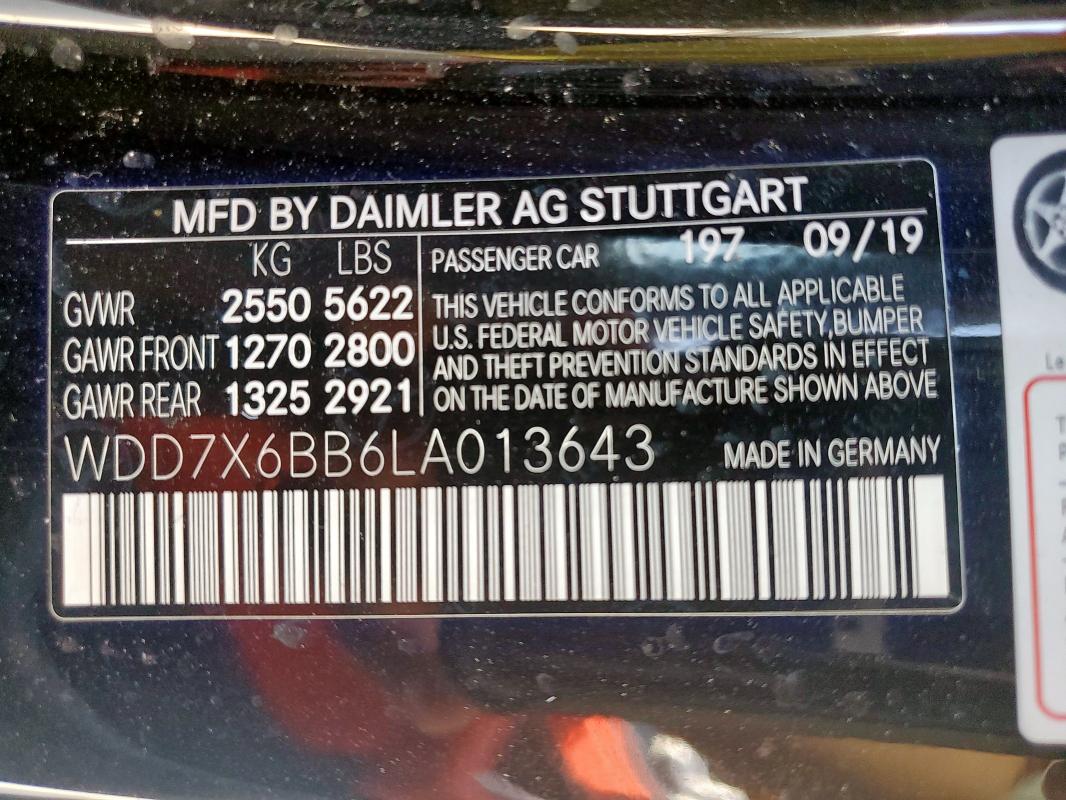 MFD BY DAIMLER AG STUTTGART
KG LBS
GVWR 2550 5622
GAWR FRONT 1270 2800
GAWR REAR 1325 2921
PASSENGER CAR 197 09/19
THIS VEHICLE CONFORMS TO ALL APPLICABLE
U.S. FEDERAL MOTOR VEHICLE SAFETY,BUMPER
AND THEFT PREVENTION STANDARDS IN EFFECT
ON THE DATE OF MANUFACTURE SHOWN ABOVE
WDD7X6BB6LA013643 MADE IN GERMANY